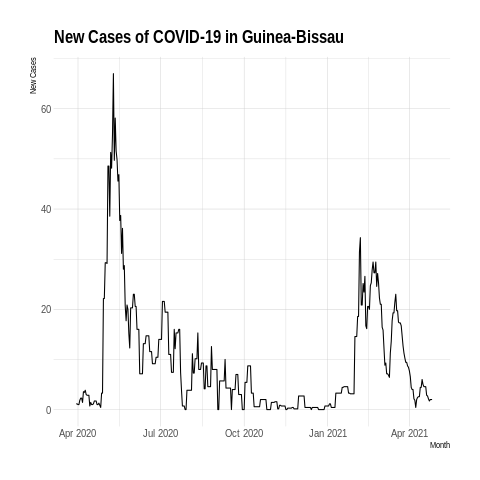 New Cases of COVID-19 in Guinea-Bissau
New Cases
60
40
20
0
Apr 2020 Jul 2020 Oct 2020 Jan 2021 Apr 2021
Month